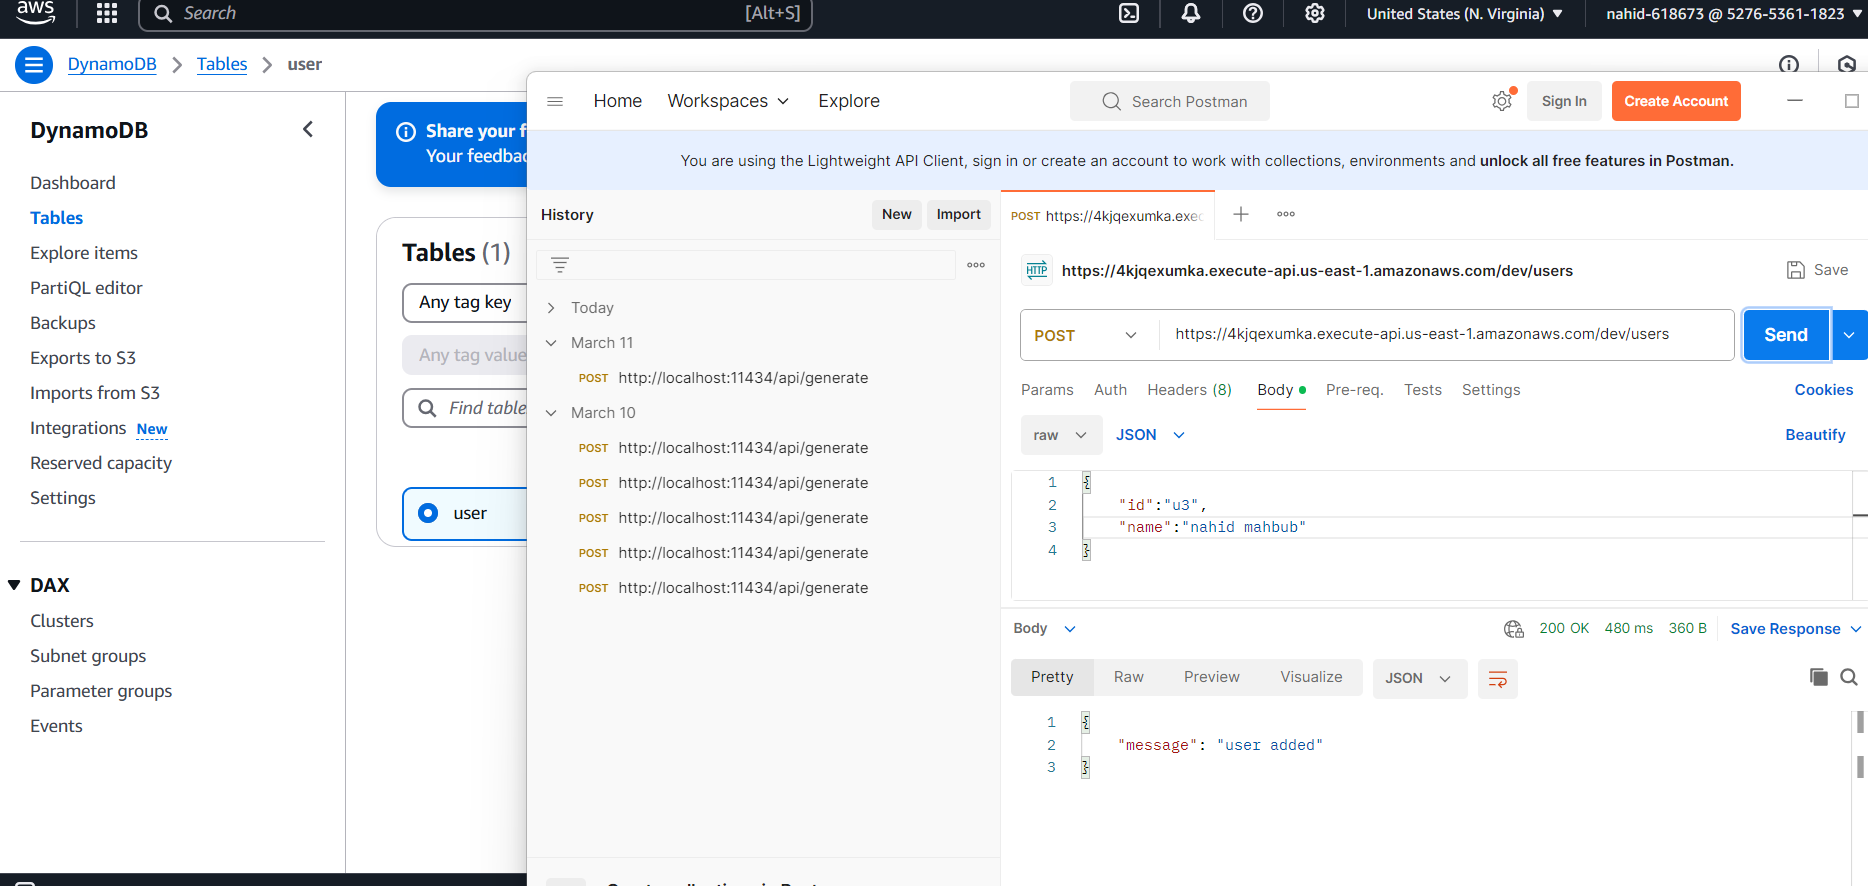 aws
Search
[Alt+S]
United States (N. Virginia)
nahid-618673 @ 5276-5361-1823
DynamoDB
Tables
user
DynamoDB
Dashboard
Tables
Explore items
PartiQL editor
Backups
Exports to S3
Imports from S3
Integrations New
Reserved capacity
Settings
DAX
Clusters
Subnet groups
Parameter groups
Events
Share your f
Your feedbac
Tables (1)
Any tag key
Any tag value
Find table
user
Home
Workspaces
Explore
Search Postman
Sign In
Create Account
You are using the Lightweight API Client, sign in or create an account to work with collections, environments and unlock all free features in Postman.
History
New
Import
Today
March 11
POST http://localhost:11434/api/generate
March 10
POST http://localhost:11434/api/generate
POST http://localhost:11434/api/generate
POST http://localhost:11434/api/generate
POST http://localhost:11434/api/generate
POST http://localhost:11434/api/generate
POST https://4kjqexumka.exec
HTTP https://4kjqexumka.execute-api.us-east-1.amazonaws.com/dev/users
Save
POST
https://4kjqexumka.execute-api.us-east-1.amazonaws.com/dev/users
Send
Params
Auth
Headers (8)
Body
Pre-req.
Tests
Settings
Cookies
raw
JSON
Beautify
1 {
2 "id":"u3",
3 "name":"nahid mahbub"
4 }
Body
200 OK
480 ms
360 B
Save Response
Pretty
Raw
Preview
Visualize
JSON
1 {
2 "message": "user added"
3 }